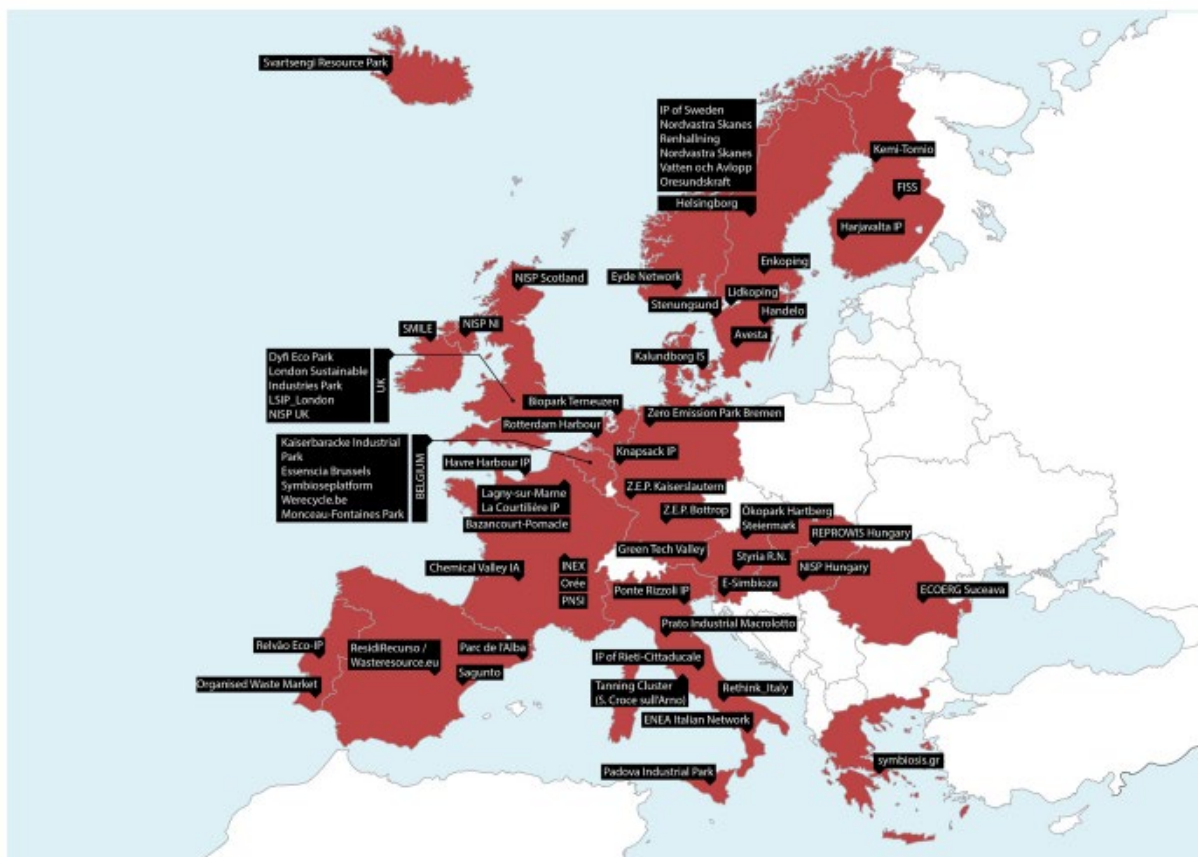 Svartsengi Resource Park
IP of Sweden
Nordvastra Skanes
Renhallning
Nordvastra Skanes
Vatten och Avlopp
Oresundskraft
Helsingborg
Kemi-Tornio
FISS
Harjavalta IP
Enkoping
NISP Scotland
Eyde Network
Lidkoping
Stenungsund
Handelo
SMILE
NISP NI
Avesta
Kalundborg IS
Dyfi Eco Park
London Sustainable
Industries Park
LSIP_London
NISP UK
UK
Biopark Terneuzen
Zero Emission Park Bremen
Rotterdam Harbour
Kaiserbaracke Industrial
Park
Essenscia Brussels
Symbioseplatform
Werecycle.be
Monceau-Fontaines Park
BELGIUM
Knapsack IP
Havre Harbour IP
Z.E.P. Kaiserslautern
Lagny-sur-Marne
La Courtilière IP
Bazancourt-Pomacle
Z.E.P. Bottrop
Ökopark Hartberg
Steiermark
REPROWIS Hungary
Green Tech Valley
Styria R.N.
NISP Hungary
Chemical Valley IA
INEX
Orée
PNSI
E-Simbioza
Ponte Rizzoli IP
ECOERG Suceava
Prato Industrial Macrolotto
Relvão Eco-IP
ResidiRecurso /
Wasteresource.eu
Parc de l'Alba
Sagunto
IP of Rieti-Cittaducale
Organised Waste Market
Tanning Cluster
(S. Croce sull'Arno)
Rethink_Italy
ENEA Italian Network
symbiosis.gr
Padova Industrial Park